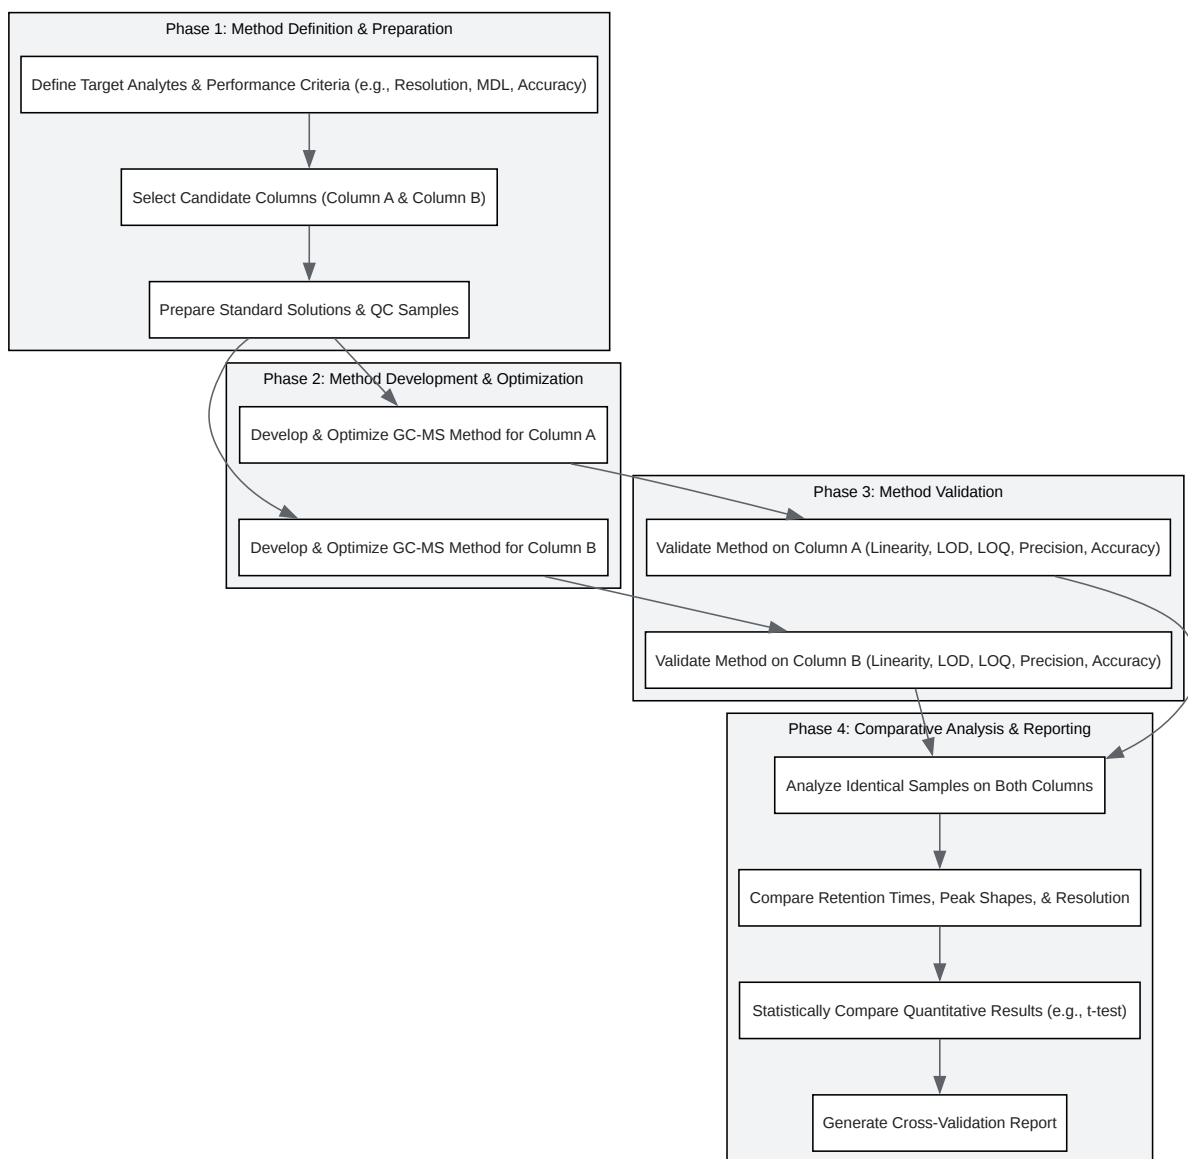 Phase 1: Method Definition & Preparation
Define Target Analytes & Performance Criteria (e.g., Resolution, MDL, Accuracy)
Select Candidate Columns (Column A & Column B)
Prepare Standard Solutions & QC Samples
Phase 2: Method Development & Optimization
Develop & Optimize GC-MS Method for Column A
Develop & Optimize GC-MS Method for Column B
Phase 3: Method Validation
Validate Method on Column A (Linearity, LOD, LOQ, Precision, Accuracy)
Validate Method on Column B (Linearity, LOD, LOQ, Precision, Accuracy)
Phase 4: Comparative Analysis & Reporting
Analyze Identical Samples on Both Columns
Compare Retention Times, Peak Shapes, & Resolution
Statistically Compare Quantitative Results (e.g., t-test)
Generate Cross-Validation Report